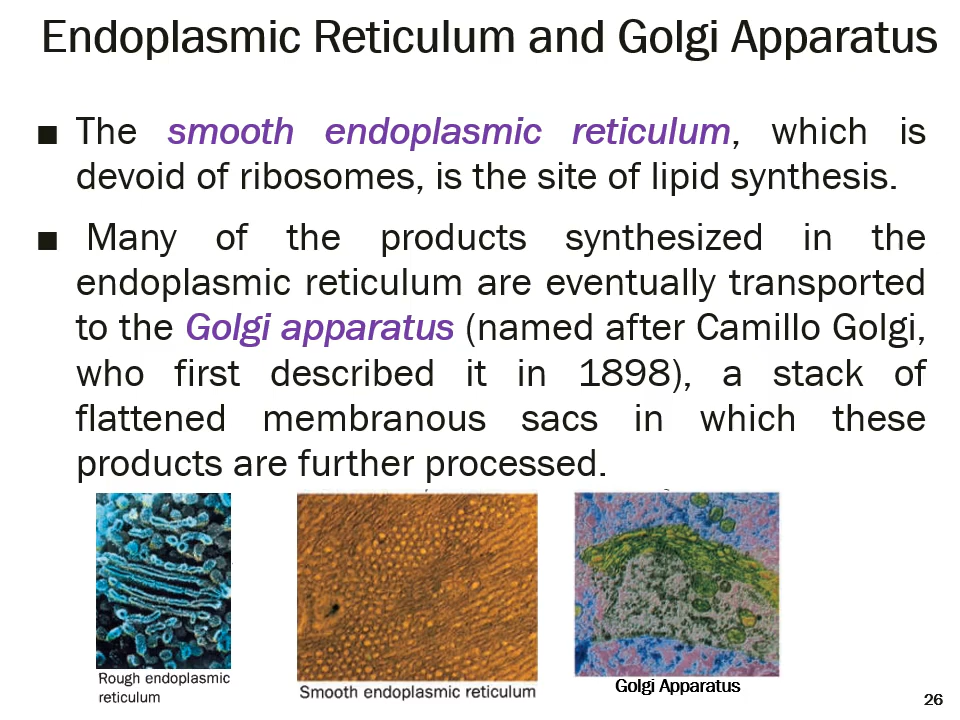 Endoplasmic Reticulum and Golgi Apparatus
■ The smooth endoplasmic reticulum, which is
devoid of ribosomes, is the site of lipid synthesis.
■ Many of the products synthesized in the
endoplasmic reticulum are eventually transported
to the Golgi apparatus (named after Camillo Golgi,
who first described it in 1898), a stack of
flattened membranous sacs in which these
products are further processed.
Rough endoplasmic
reticulum
Smooth endoplasmic reticulum
Golgi Apparatus
26